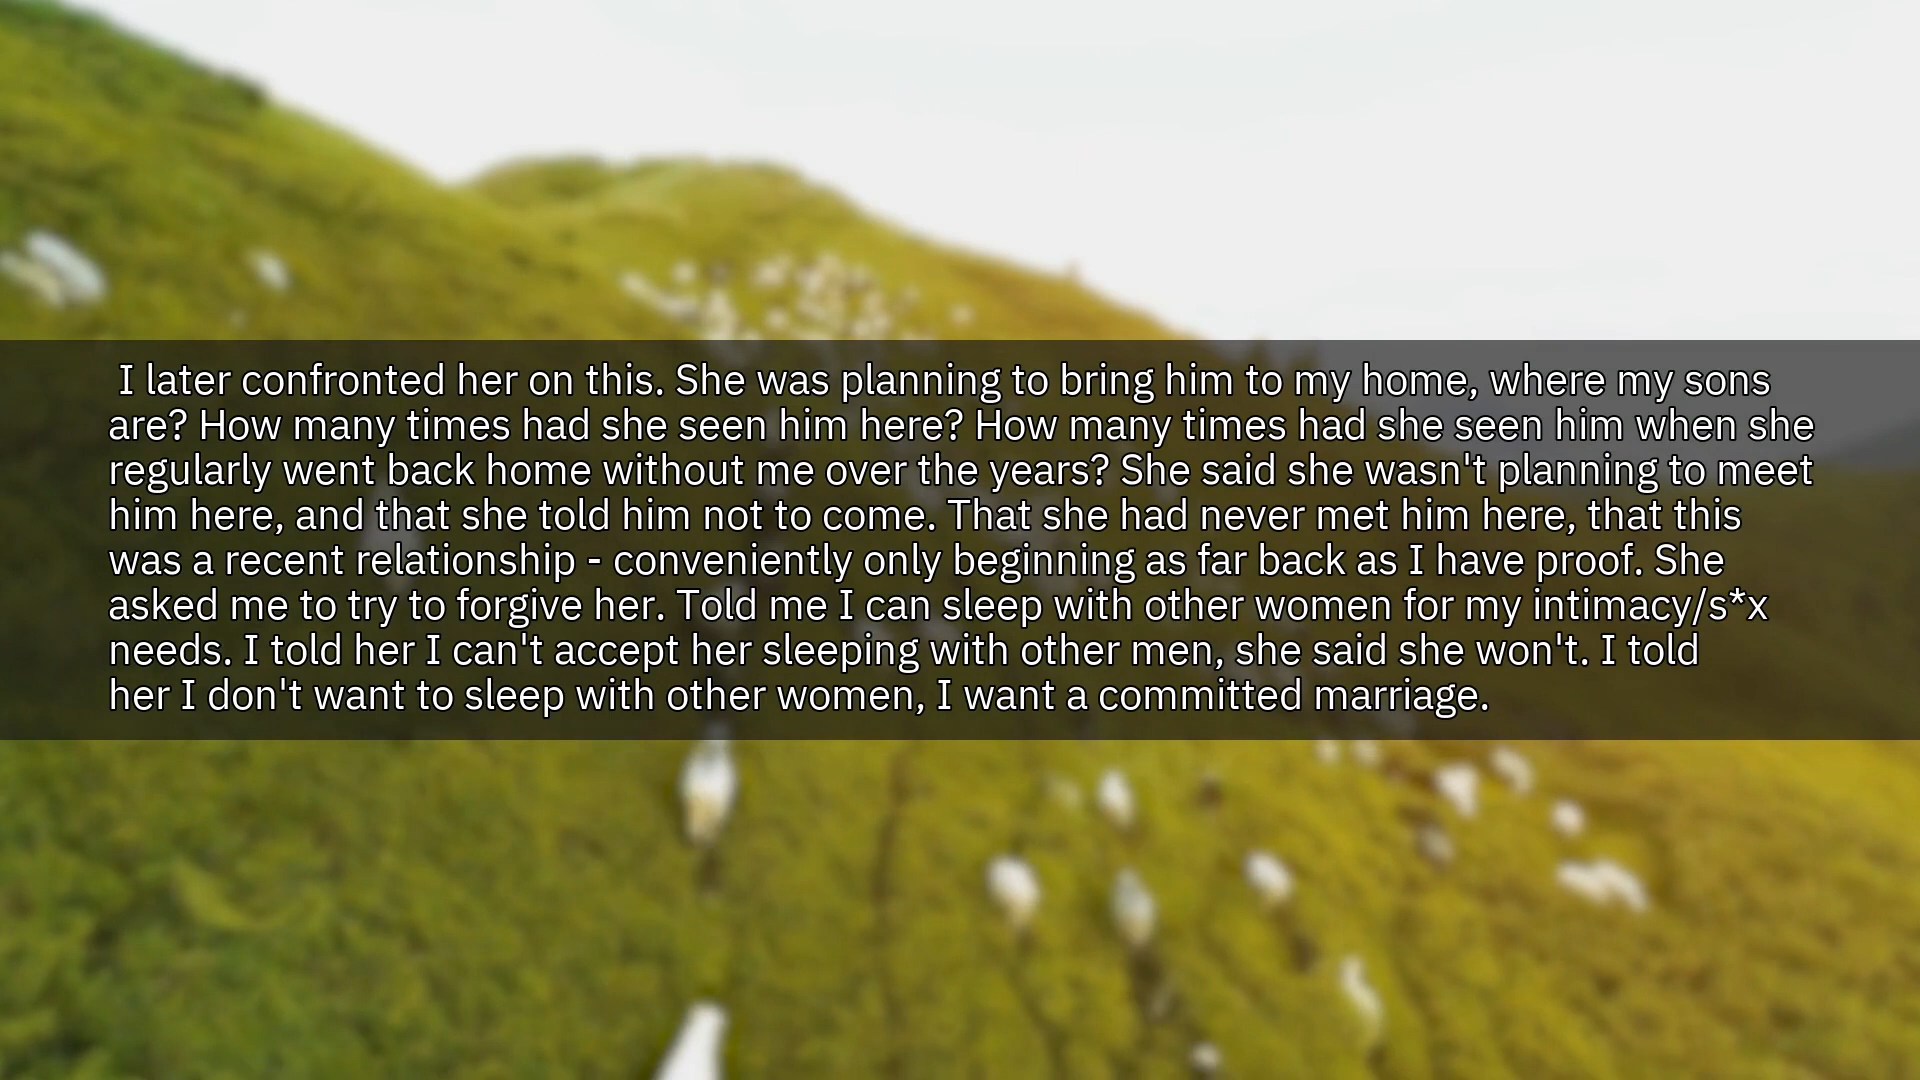 I later confronted her on this. She was planning to bring him to my home, where my sons
are? How many times had she seen him here? How many times had she seen him when she
regularly went back home without me over the years? She said she wasn't planning to meet
him here, and that she told him not to come. That she had never met him here, that this
was a recent relationship - conveniently only beginning as far back as I have proof. She
asked me to try to forgive her. Told me I can sleep with other women for my intimacy/s*x
needs. I told her I can't accept her sleeping with other men, she said she won't. I told
her I don't want to sleep with other women, I want a committed marriage.